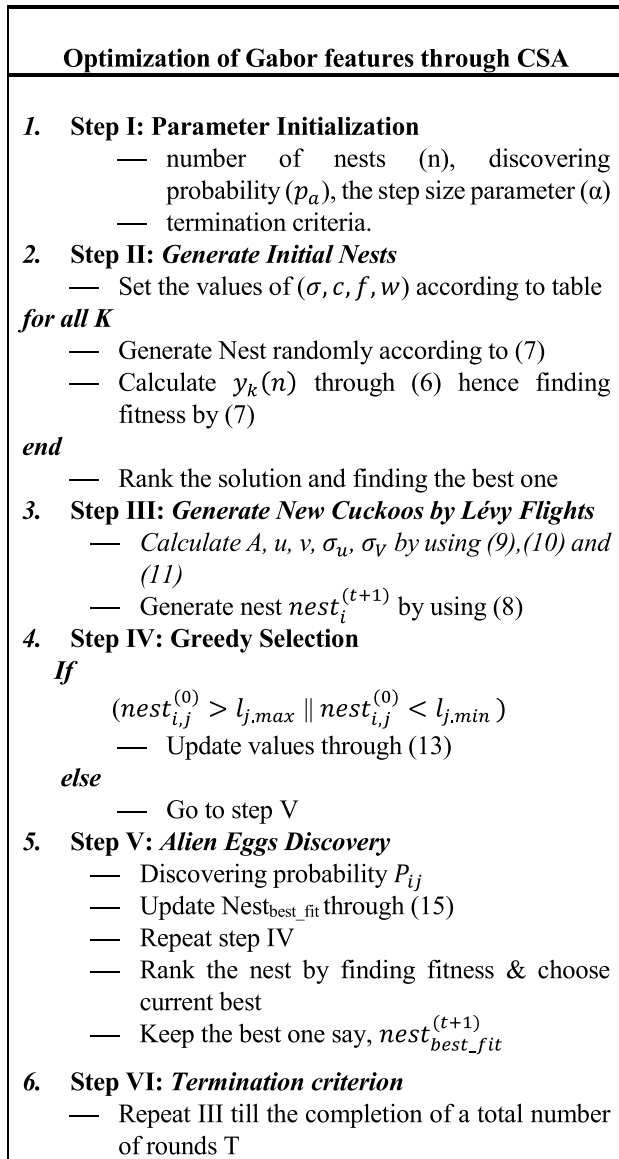 Optimization of Gabor features through CSA
1. Step I: Parameter Initialization
— number of nests (n), discovering
probability (p_a), the step size parameter (α)
— termination criteria.
2. Step II: Generate Initial Nests
— Set the values of (σ, c, f, w) according to table
for all K
— Generate Nest randomly according to (7)
— Calculate y_k(n) through (6) hence finding
fitness by (7)
end
— Rank the solution and finding the best one
3. Step III: Generate New Cuckoos by Lévy Flights
— Calculate A, u, v, σ_u, σ_V by using (9),(10) and
(11)
— Generate nest nest_i^(t+1) by using (8)
4. Step IV: Greedy Selection
If
(nest_{i,j}^(0) > l_{j.max} ∥ nest_{i,j}^(0) < l_{j.min} )
— Update values through (13)
else
— Go to step V
5. Step V: Alien Eggs Discovery
— Discovering probability P_{ij}
— Update Nest_{best_fit} through (15)
— Repeat step IV
— Rank the nest by finding fitness & choose
current best
— Keep the best one say, nest_{best_fit}^(t+1)
6. Step VI: Termination criterion
— Repeat III till the completion of a total number
of rounds T